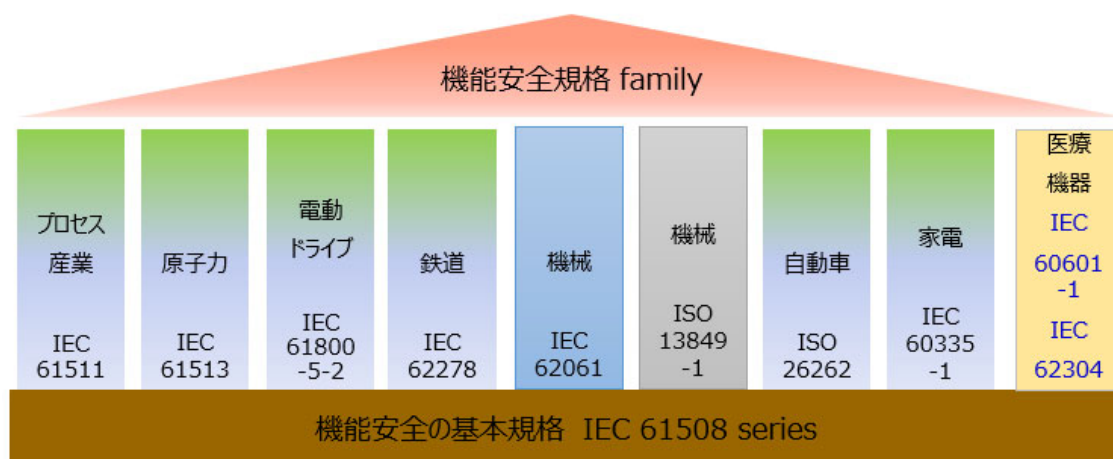 機能安全規格 family
プロセス
産業
IEC
61511
原子力
IEC
61513
電動
ドライブ
IEC
61800
-5-2
鉄道
IEC
62278
機械
IEC
62061
機械
ISO
13849
-1
自動車
ISO
26262
家電
IEC
60335
-1
医療
機器
IEC
60601
-1
IEC
62304
機能安全の基本規格 IEC 61508 series